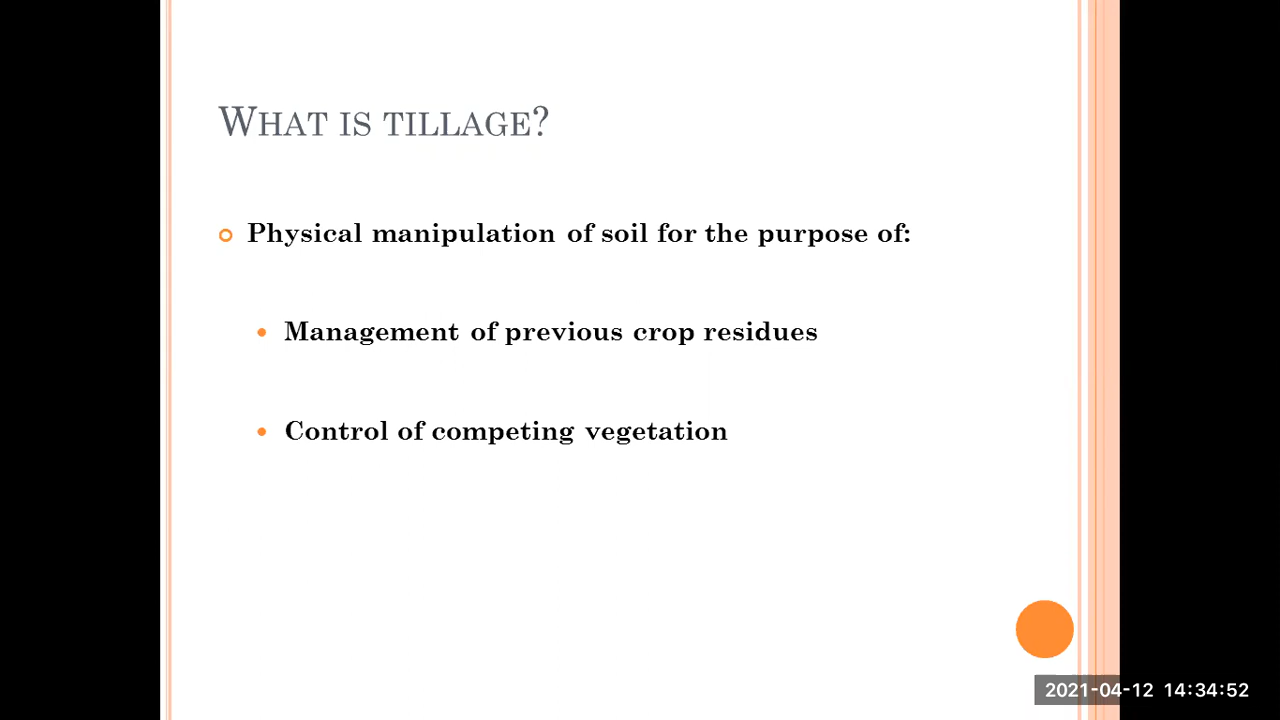 What is tillage?
Physical manipulation of soil for the purpose of:
Management of previous crop residues
Control of competing vegetation
2021-04-12 14:34:52